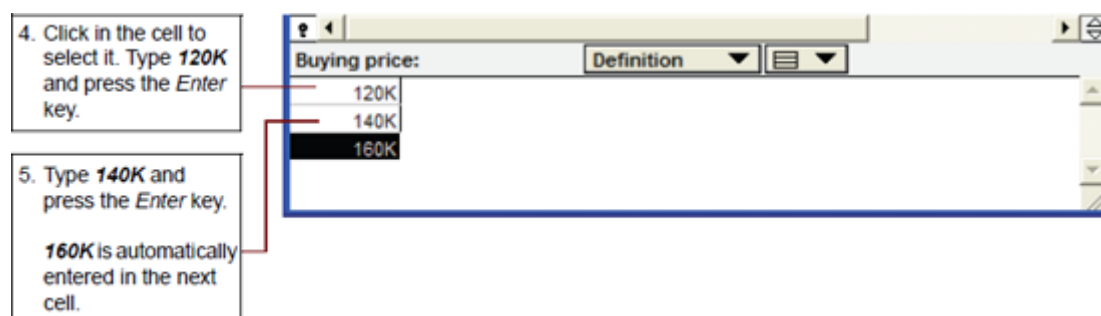 4. Click in the cell to
select it. Type 120K
and press the Enter
key.
Buying price:
Definition
120K
140K
160K
5. Type 140K and
press the Enter key.
160K is automatically
entered in the next
cell.